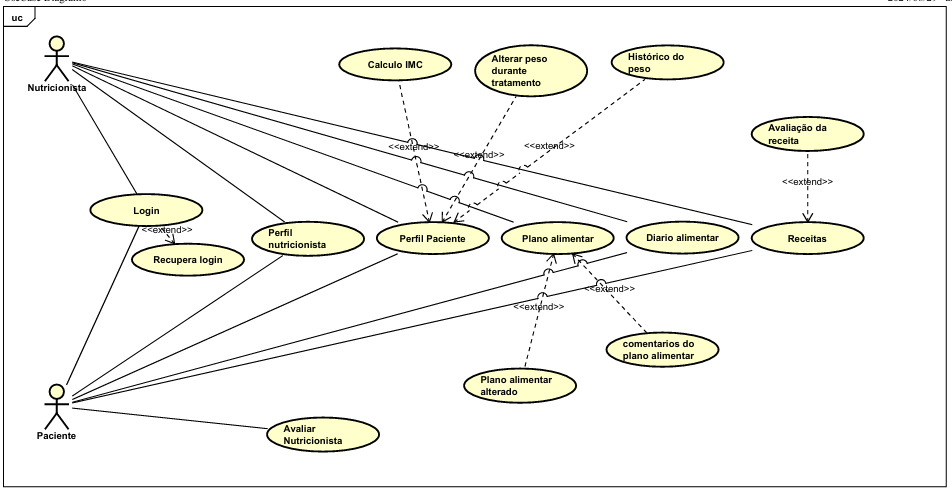 uc
Nutricionista
Calculo IMC
Alterar peso
durante
tratamento
Histórico do
peso
Avaliação da
receita
<<extend>>
<<extend>>
<<extend>>
<<extend>>
Login
<<extend>>
Recupera login
Perfil
nutricionista
Perfil Paciente
Plano alimentar
Diario alimentar
Receitas
<<extend>>
<<extend>>
comentarios do
plano alimentar
Plano alimentar
alterado
Paciente
Avaliar
Nutricionista